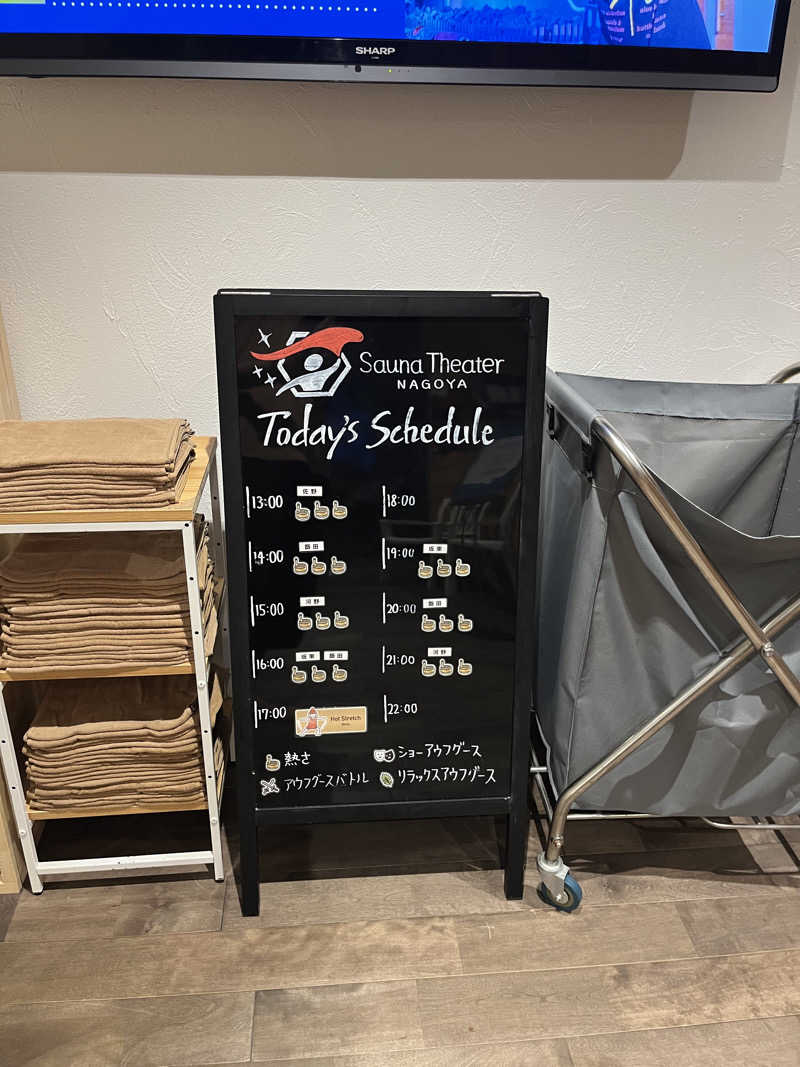 SHARP
Sauna Theater
NAGOYA
Today's Schedule
佐野
13:00
飯田
14:00
河野
15:00
坂東 飯田
16:00
17:00 Hot Stretch
18:00
坂東
19:00
飯田
20:00
河野
21:00
22:00
熱さ
ショーアウフグース
アウフグースバトル
リラックスアウフグース